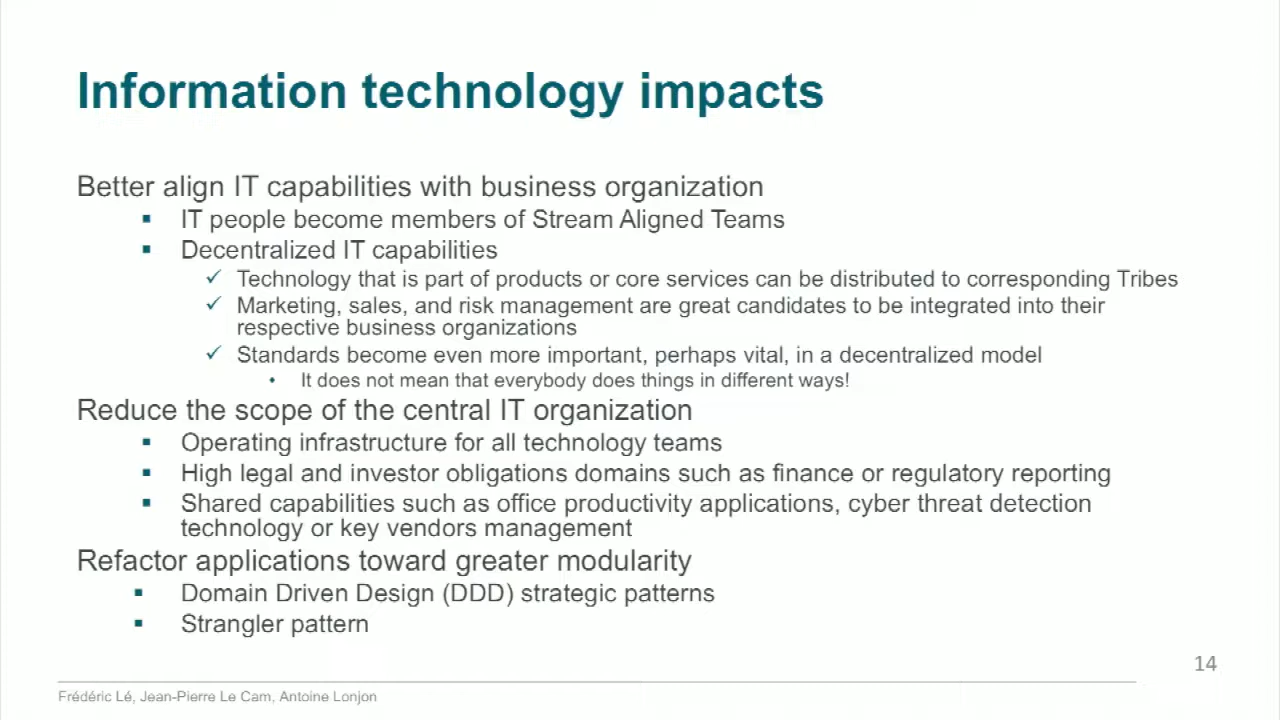 Information technology impacts
Better align IT capabilities with business organization
▪ IT people become members of Stream Aligned Teams
▪ Decentralized IT capabilities
✓ Technology that is part of products or core services can be distributed to corresponding Tribes
✓ Marketing, sales, and risk management are great candidates to be integrated into their
respective business organizations
✓ Standards become even more important, perhaps vital, in a decentralized model
• It does not mean that everybody does things in different ways!
Reduce the scope of the central IT organization
▪ Operating infrastructure for all technology teams
▪ High legal and investor obligations domains such as finance or regulatory reporting
▪ Shared capabilities such as office productivity applications, cyber threat detection
technology or key vendors management
Refactor applications toward greater modularity
▪ Domain Driven Design (DDD) strategic patterns
▪ Strangler pattern
14
Frédéric Lé, Jean-Pierre Le Cam, Antoine Lonjon